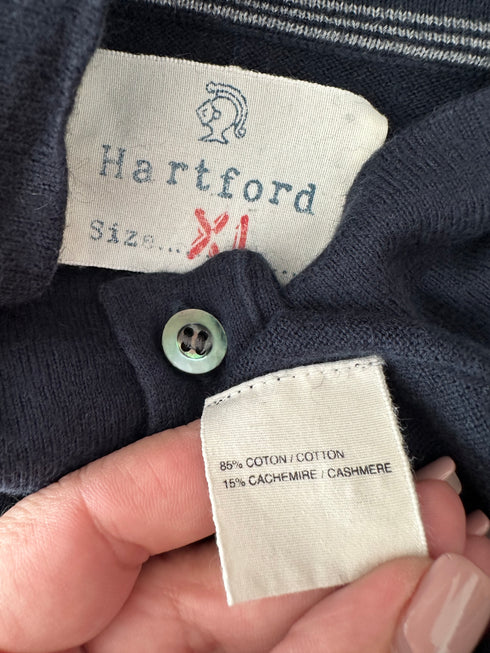 Hartford
Size... XL
85% COTON / COTTON
15% CACHEMIRE / CASHMERE